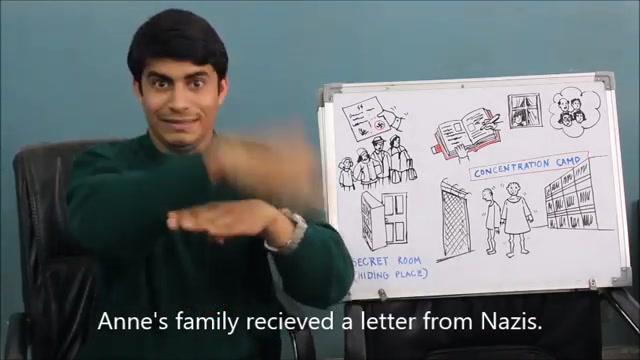 CONCENTRATION CAMP
SECRET ROOM
(HIDING PLACE)
Anne's family recieved a letter from Nazis.